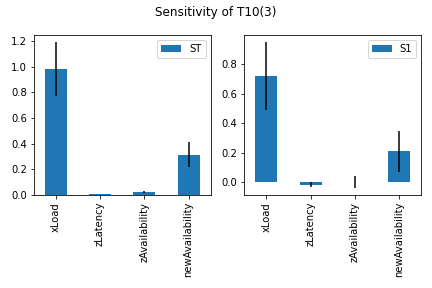 Sensitivity of T10(3)
ST
1.2
1.0
0.8
0.6
0.4
0.2
0.0
xLoad
zLatency
zAvailability
newAvailability
S1
0.8
0.6
0.4
0.2
0.0
xLoad
zLatency
zAvailability
newAvailability